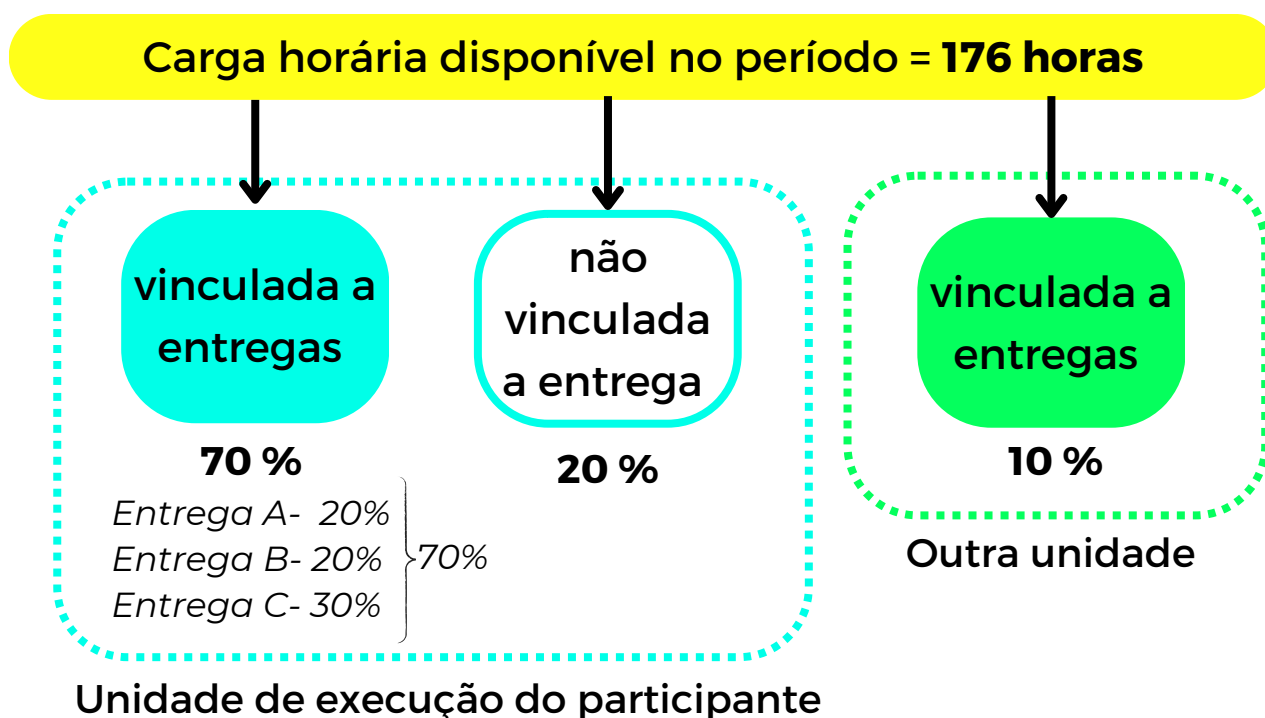 Carga horária disponível no período = 176 horas
vinculada a
entregas
70 %
Entrega A-  20%
Entrega B- 20%
Entrega C- 30%
70%
não
vinculada
a entrega
20 %
Unidade de execução do participante
vinculada a
entregas
10 %
Outra unidade